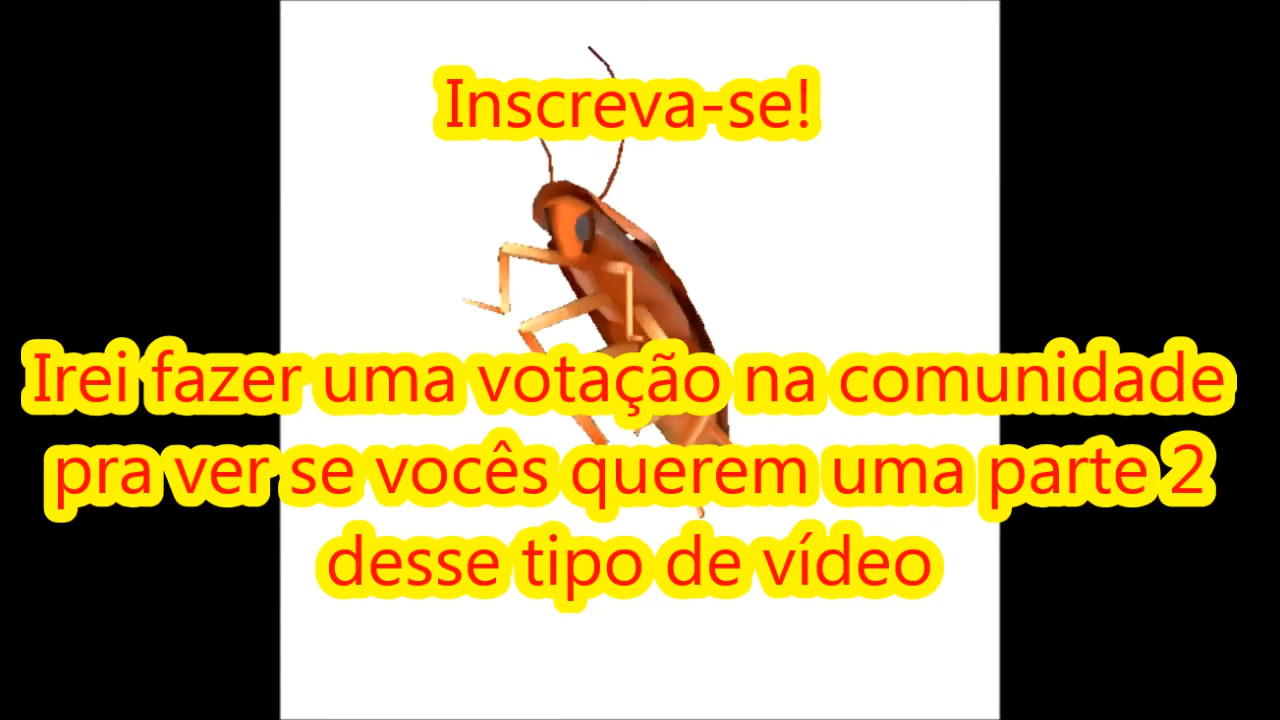 Inscreva-se!
Irei fazer uma votação na comunidade
pra ver se vocês querem uma parte 2
desse tipo de vídeo